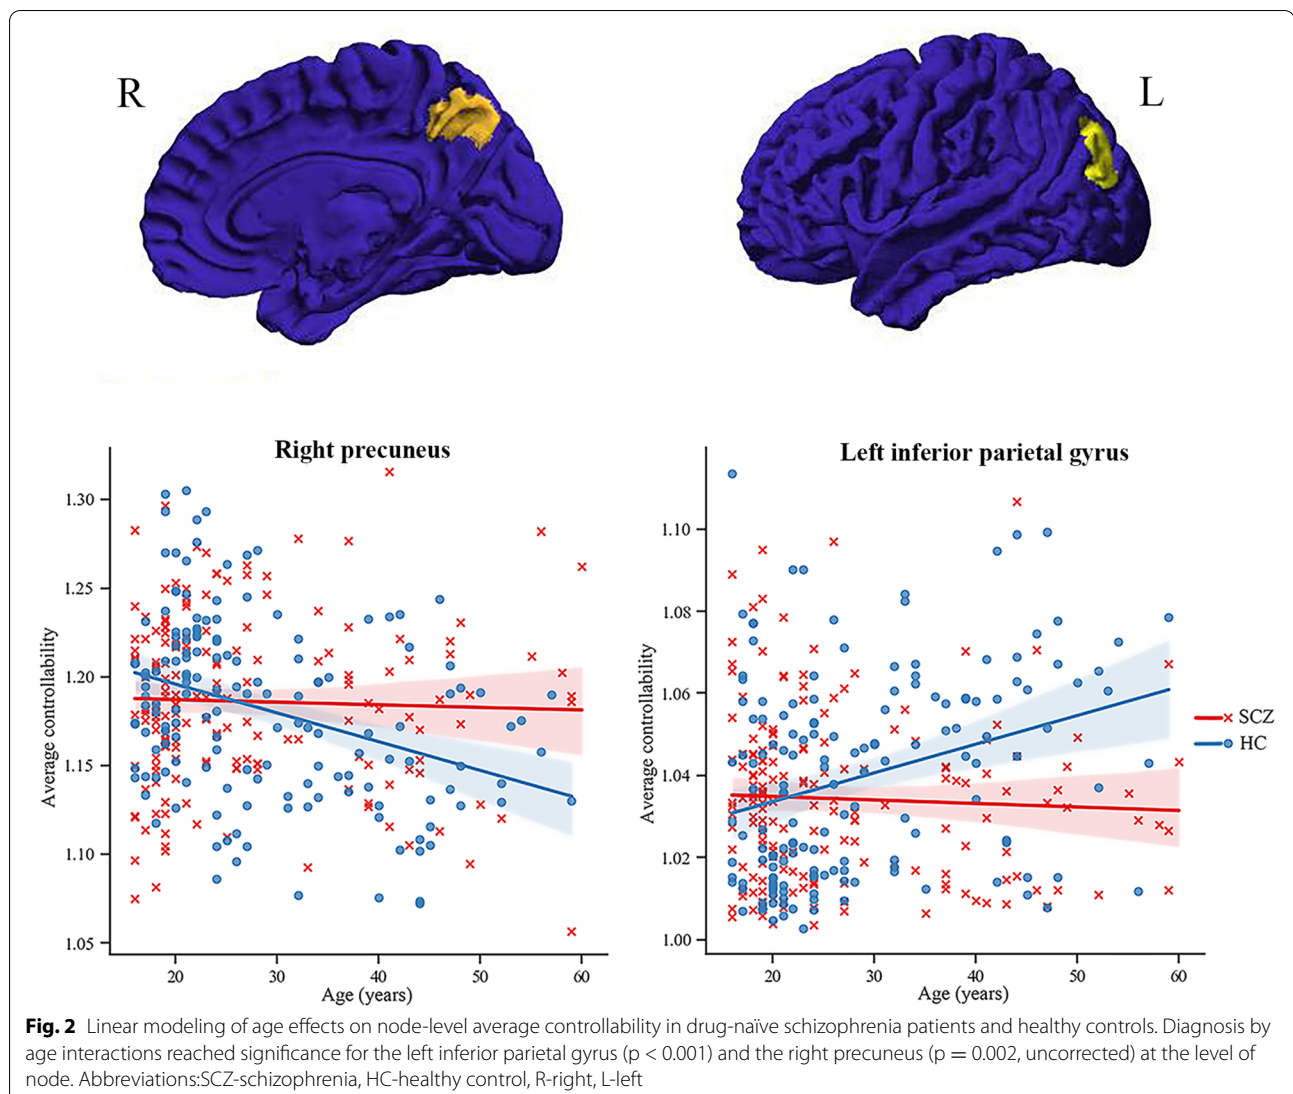 R
L
Right precuneus
Average controllability
1.30
1.25
1.20
1.15
1.10
1.05
20
30
40
50
60
Age (years)
Left inferior parietal gyrus
Average controllability
1.10
1.08
1.06
1.04
1.02
1.00
20
30
40
50
60
Age (years)
SCZ
HC
Fig. 2 Linear modeling of age effects on node-level average controllability in drug-naïve schizophrenia patients and healthy controls. Diagnosis by
age interactions reached significance for the left inferior parietal gyrus (p < 0.001) and the right precuneus (p = 0.002, uncorrected) at the level of
node. Abbreviations:SCZ-schizophrenia, HC-healthy control, R-right, L-left